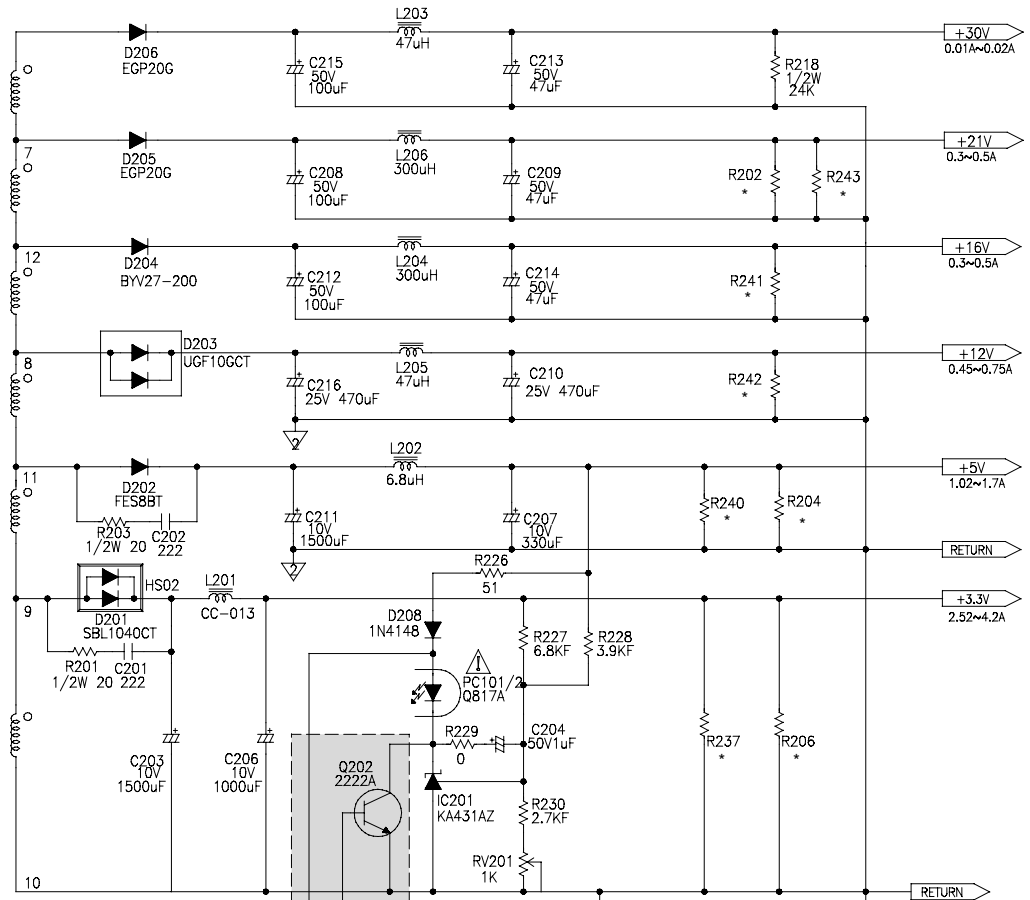 L203
47uH
+30V
0.01A~0.02A
D206
EGP20G
C215
50V
100uF
C213
50V
47uF
R218
1/2W
24K
7
D205
EGP20G
L206
300uH
+21V
0.3~0.5A
C208
50V
100uF
C209
50V
47uF
R202
*
R243
*
12
D204
BYV27-200
L204
300uH
+16V
0.3~0.5A
C212
50V
100uF
C214
50V
47uF
R241
*
8
D203
UGF10GCT
L205
47uH
+12V
0.45~0.75A
C216
25V 470uF
C210
25V 470uF
R242
*
2
11
D202
FES8BT
L202
6.8uH
+5V
1.02~1.7A
R203
1/2W 20
C202
222
C211
10V
1500uF
C207
10V
330uF
R240
*
R204
*
2
RETURN
R226
51
9
HS02
D201
SBL1040CT
L201
CC-013
+3.3V
2.52~4.2A
R201
1/2W 20
C201
222
D208
1N4148
R227
6.8KF
R228
3.9KF
!
PC101/2
Q817A
C203
10V
1500uF
C206
10V
1000uF
R229
0
C204
50V1uF
R237
*
R206
*
Q202
2222A
IC201
KA431AZ
R230
2.7KF
RV201
1K
10
RETURN